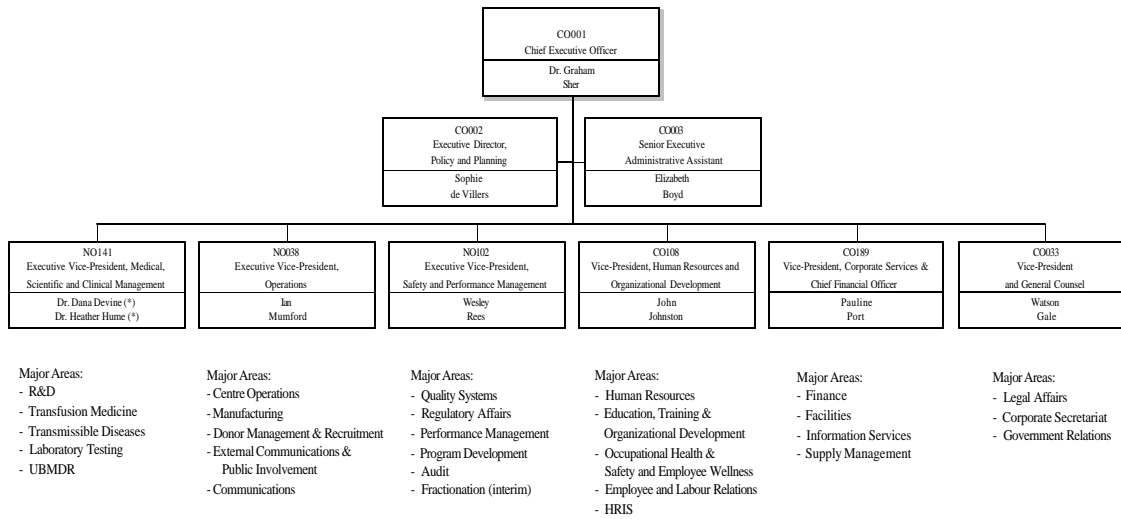 CO001
Chief Executive Officer
Dr. Graham
Sher
CO002
Executive Director,
Policy and Planning
Sophie
de Villers
CO003
Senior Executive
Administrative Assistant
Elizabeth
Boyd
NO141
Executive Vice-President, Medical,
Scientific and Clinical Management
Dr. Dana Devine (*)
Dr. Heather Hume (*)
NO038
Executive Vice-President,
Operations
Ian
Mumford
NO102
Executive Vice-President,
Safety and Performance Management
Wesley
Rees
CO108
Vice-President, Human Resources and
Organizational Development
John
Johnston
CO189
Vice-President, Corporate Services &
Chief Financial Officer
Pauline
Port
CO033
Vice-President
and General Counsel
Watson
Gale
Major Areas:
- R&D
- Transfusion Medicine
- Transmissible Diseases
- Laboratory Testing
- UBMDR
Major Areas:
- Centre Operations
- Manufacturing
- Donor Management & Recruitment
- External Communications &
Public Involvement
- Communications
Major Areas:
- Quality Systems
- Regulatory Affairs
- Performance Management
- Program Development
- Audit
- Fractionation (interim)
Major Areas:
- Human Resources
- Education, Training &
Organizational Development
- Occupational Health &
Safety and Employee Wellness
- Employee and Labour Relations
- HRIS
Major Areas:
- Finance
- Facilities
- Information Services
- Supply Management
Major Areas:
- Legal Affairs
- Corporate Secretariat
- Government Relations